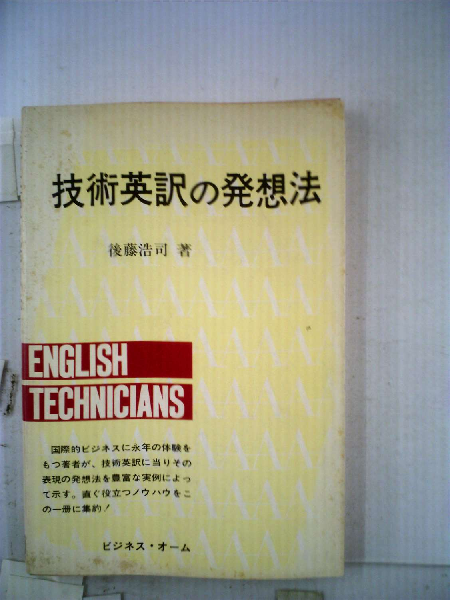 技術英訳の発想法
後藤浩司 著
ENGLISH
TECHNICIANS
国際的ビジネスに永年の体験を
もつ著者が、技術英訳に当りその
表現の発想法を豊富な実例によっ
て示す。直ぐ役立つノウハウをこ
の一冊に集約!
ビジネス・オーム